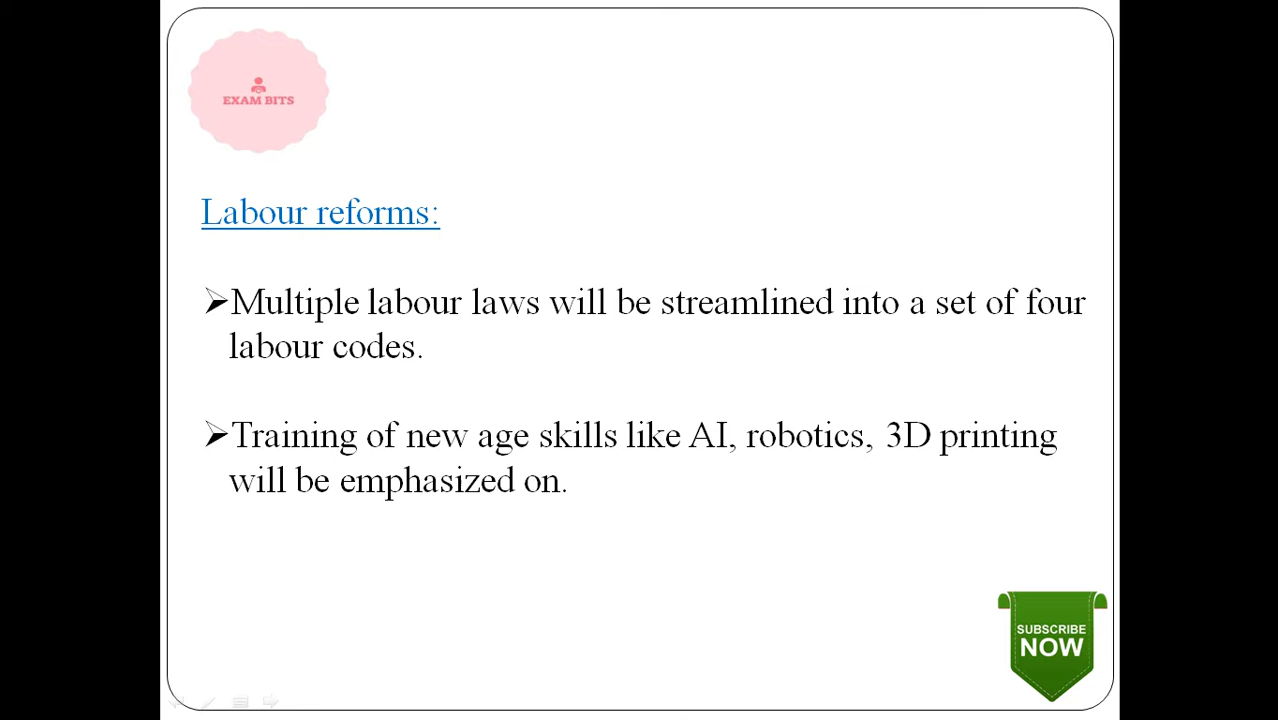 EXAM BITS
Labour reforms:
➢Multiple labour laws will be streamlined into a set of four
labour codes.
➢Training of new age skills like AI, robotics, 3D printing
will be emphasized on.
SUBSCRIBE
NOW